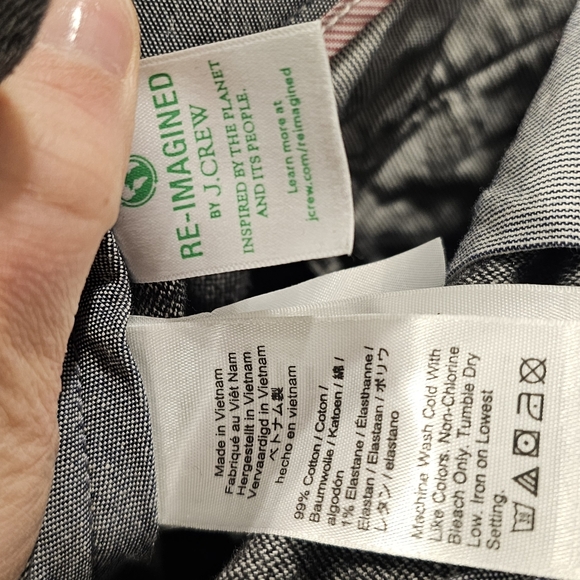 RE-IMAGINED
BY J.CREW
INSPIRED BY THE PLANET
AND ITS PEOPLE.
Learn more at
jcrew.com/reimagined
Made in Vietnam
Fabriqué au Viêt Nam
Hergestellt in Vietnam
Vervaardigd in Vietnam
ベトナム製
hecho en vietnam
99% Cotton / Coton /
Baumwolle / Katoen / 綿 /
algodón
1% Elastane / Élasthanne /
Elastan / Elastaan / ポリウ
レタン / elastano
Machine Wash Cold With
Like Colors. Non-Chlorine
Bleach Only. Tumble Dry
Low. Iron on Lowest
Setting.